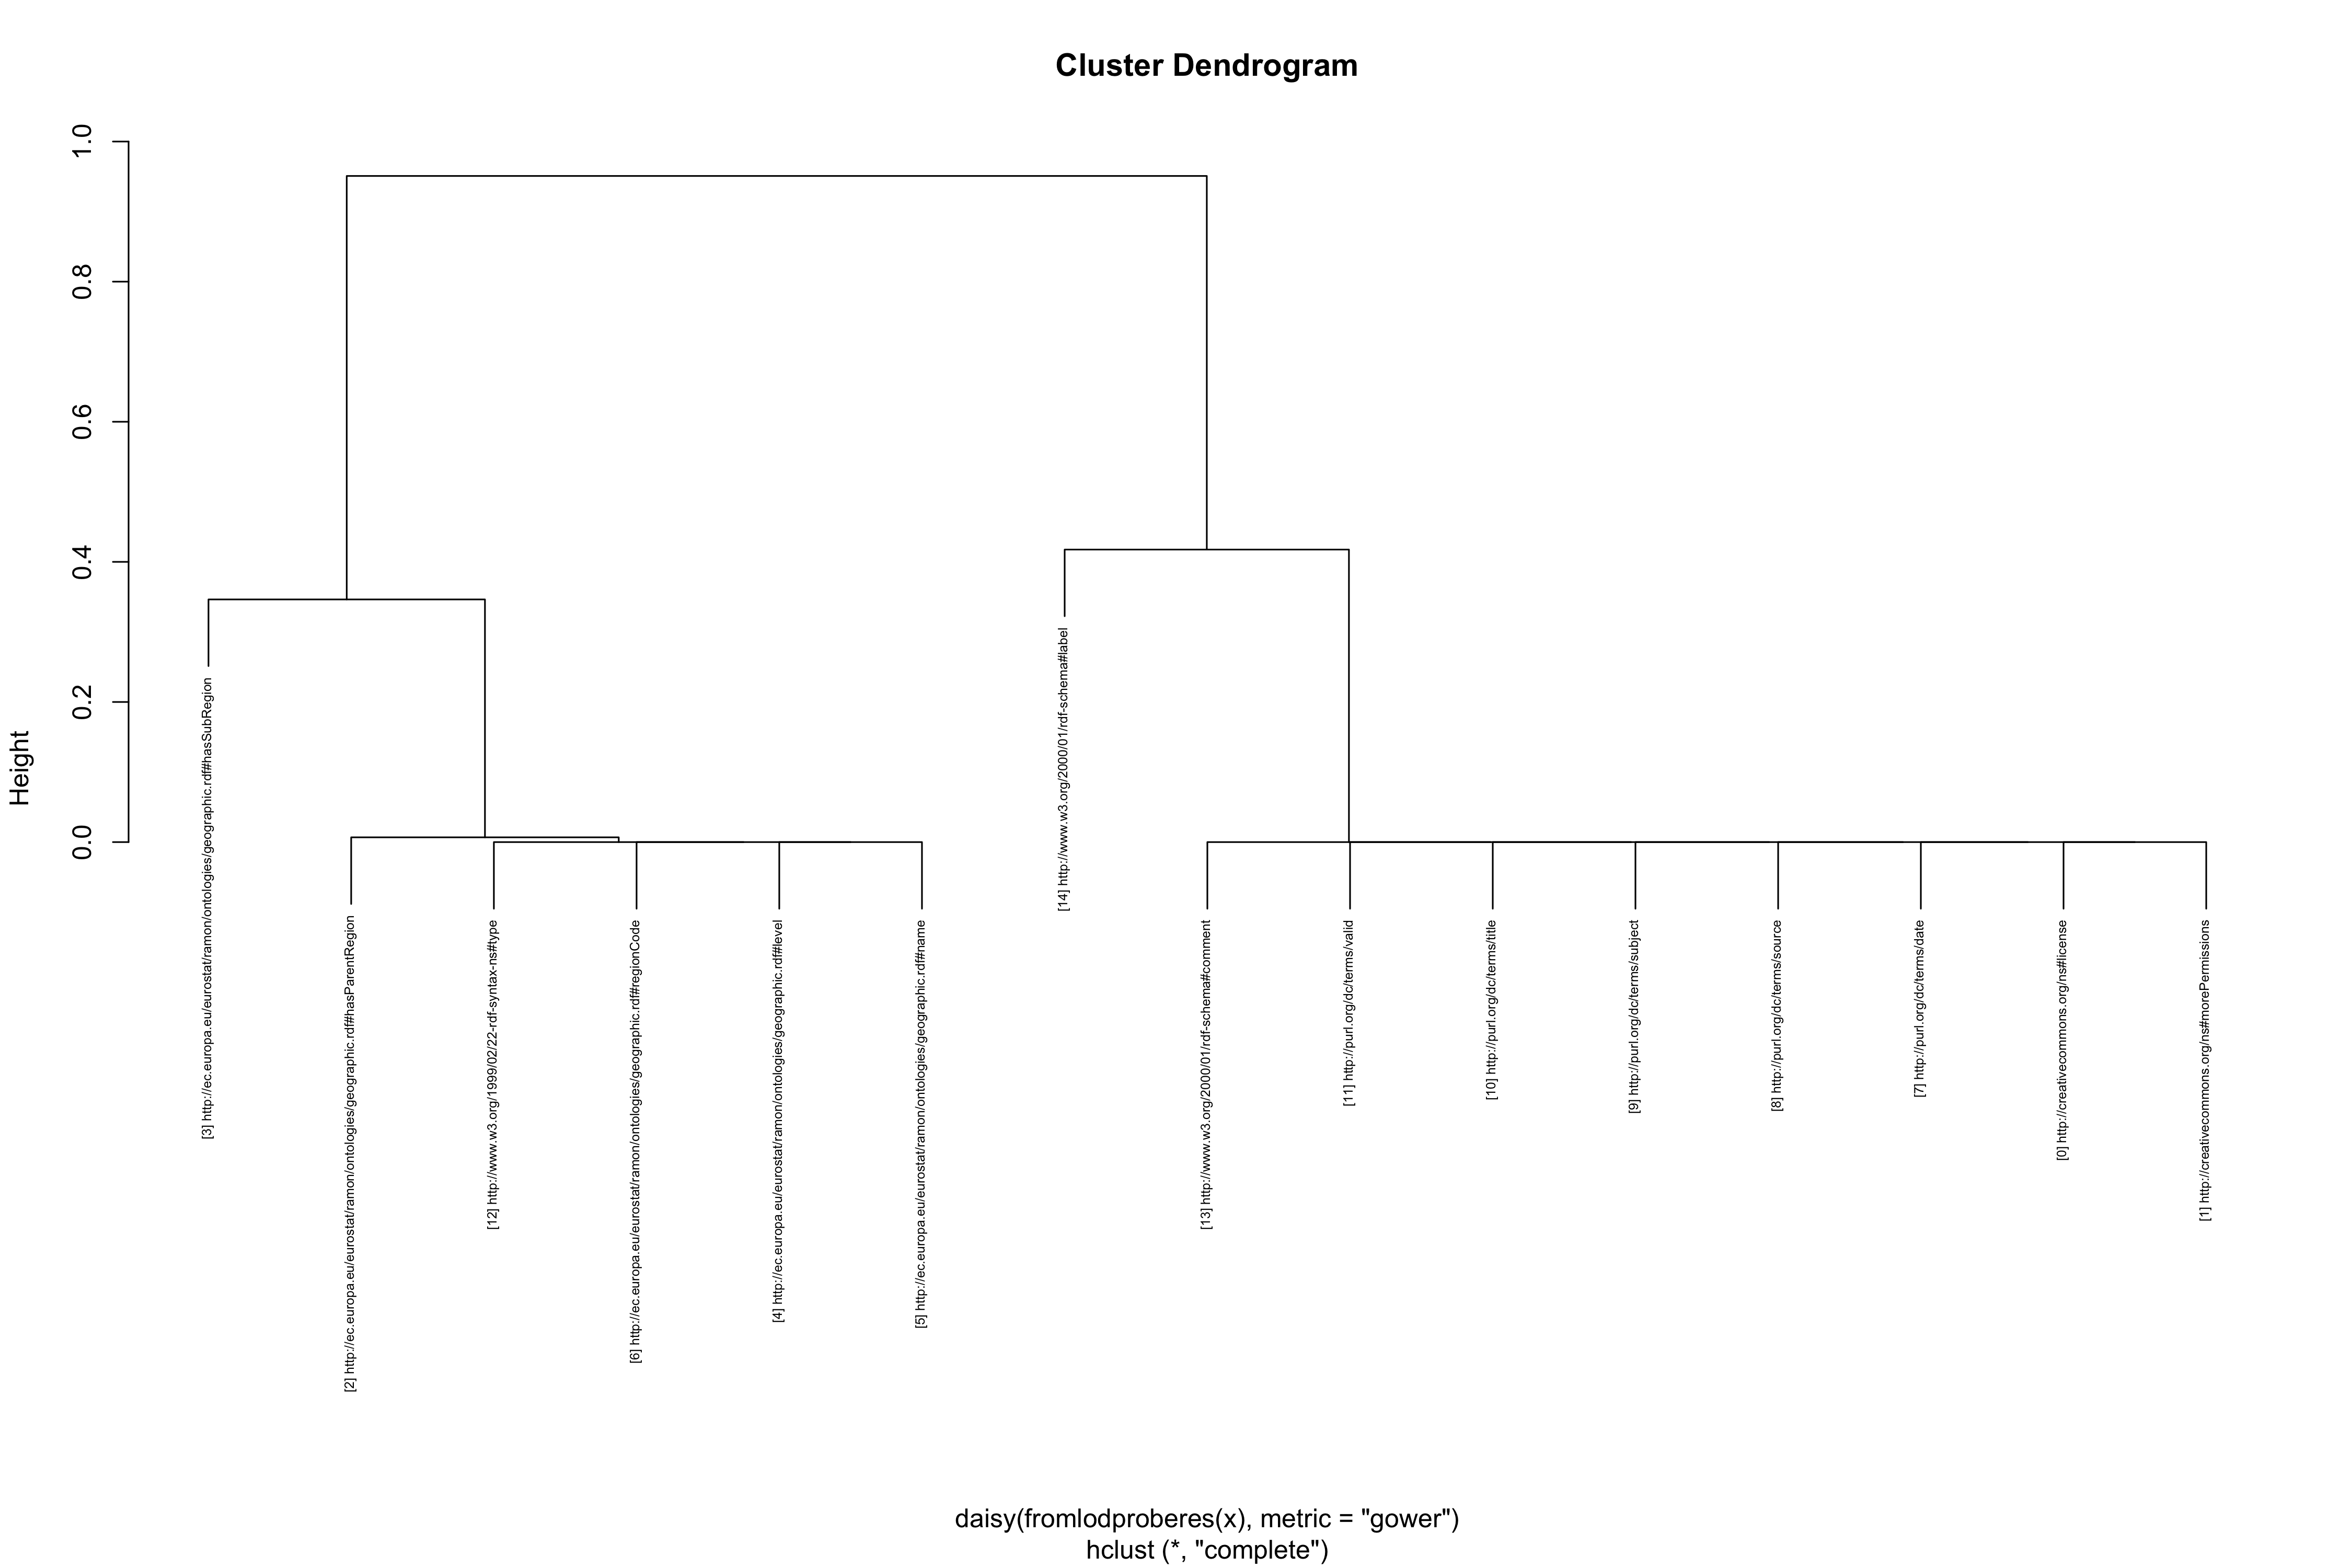 Cluster Dendrogram
Height
1.0
0.8
0.6
0.4
0.2
0.0
[3] http://ec.europa.eu/eurostat/ramon/ontologies/geographic.rdf#hasSubRegion
[2] http://ec.europa.eu/eurostat/ramon/ontologies/geographic.rdf#hasParentRegion
[12] http://www.w3.org/1999/02/22-rdf-syntax-ns#type
[6] http://ec.europa.eu/eurostat/ramon/ontologies/geographic.rdf#regionCode
[4] http://ec.europa.eu/eurostat/ramon/ontologies/geographic.rdf#level
[5] http://ec.europa.eu/eurostat/ramon/ontologies/geographic.rdf#name
[14] http://www.w3.org/2000/01/rdf-schema#label
[13] http://www.w3.org/2000/01/rdf-schema#comment
[11] http://purl.org/dc/terms/valid
[10] http://purl.org/dc/terms/title
[9] http://purl.org/dc/terms/subject
[8] http://purl.org/dc/terms/source
[7] http://purl.org/dc/terms/date
[0] http://creativecommons.org/ns#license
[1] http://creativecommons.org/ns#morePermissions
daisy(fromlodproberes(x), metric = "gower")
hclust (*, "complete")